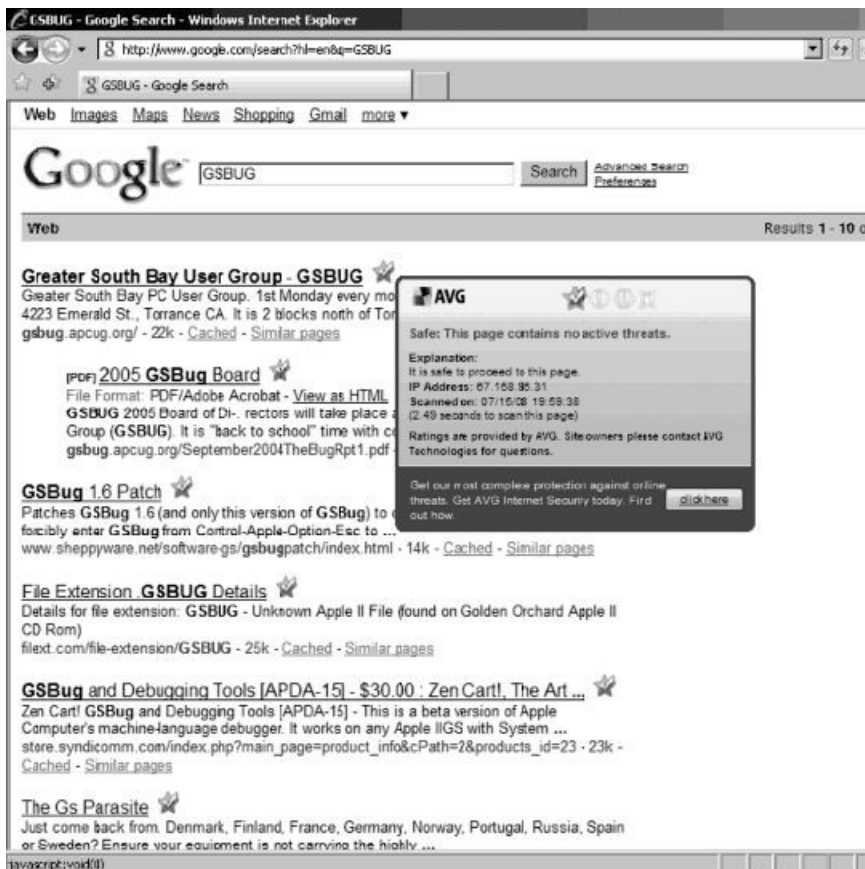 GSBUG - Google Search - Windows Internet Explorer
http://www.google.com/search?hl=en&q=GSBUG
GSBUG - Google Search
Web Images Maps News Shopping Gmail more ▼
Google
GSBUG
Search
Advanced Search
Preferences
Web
Results 1 - 10
Greater South Bay User Group - GSBUG
Greater South Bay PC User Group. 1st Monday every mo
4223 Emerald St., Torrance CA. It is 2 blocks north of Tor
gsbug.apcug.org/ - 22k - Cached - Similar pages
[PDF] 2005 GSBug Board
File Format: PDF/Adobe Acrobat - View as HTML
GSBUG 2005 Board of Di-. rectors will take place
Group (GSBUG). It is "back to school" time with
gsbug.apcug.org/September2004TheBugRpt1.pdf -
GSBug 1.6 Patch
Patches GSBug 1.6 (and only this version of GSBug) to
forcibly enter GSBug from Control-Apple-Option-Esc to ...
www.sheppyware.net/software-gs/gsbugpatch/index.html - 14k - Cached - Similar pages
File Extension .GSBUG Details
Details for file extension: GSBUG - Unknown Apple II File (found on Golden Orchard Apple II
CD Rom)
filext.com/file-extension/GSBUG - 25k - Cached - Similar pages
GSBug and Debugging Tools [APDA-15] - $30.00 : Zen Cart!, The Art ...
Zen Cart! GSBug and Debugging Tools [APDA-15] - This is a beta version of Apple
Computer's machine-language debugger. It works on any Apple IIGS with System ...
store.syndicomm.com/index.php?main_page=product_info&cPath=2&products_id=23 - 23k -
Cached - Similar pages
The Gs Parasite
Just come back from. Denmark, Finland, France, Germany, Norway, Portugal, Russia, Spain
or Sweden? Ensure your equipment is not carrying the highly ...
AVG
Safe: This page contains no active threats.
Explanation:
It is safe to proceed to this page.
IP Address: 67.168.96.31
Scanned on: 07/15/08 19:59:38
(2.49 seconds to scan this page)
Ratings are provided by AVG. Site owners please contact AVG
Technologies for questions.
Get our most complete protection against online
threats. Get AVG Internet Security today. Find
out how.
click here
javascript:void(0)